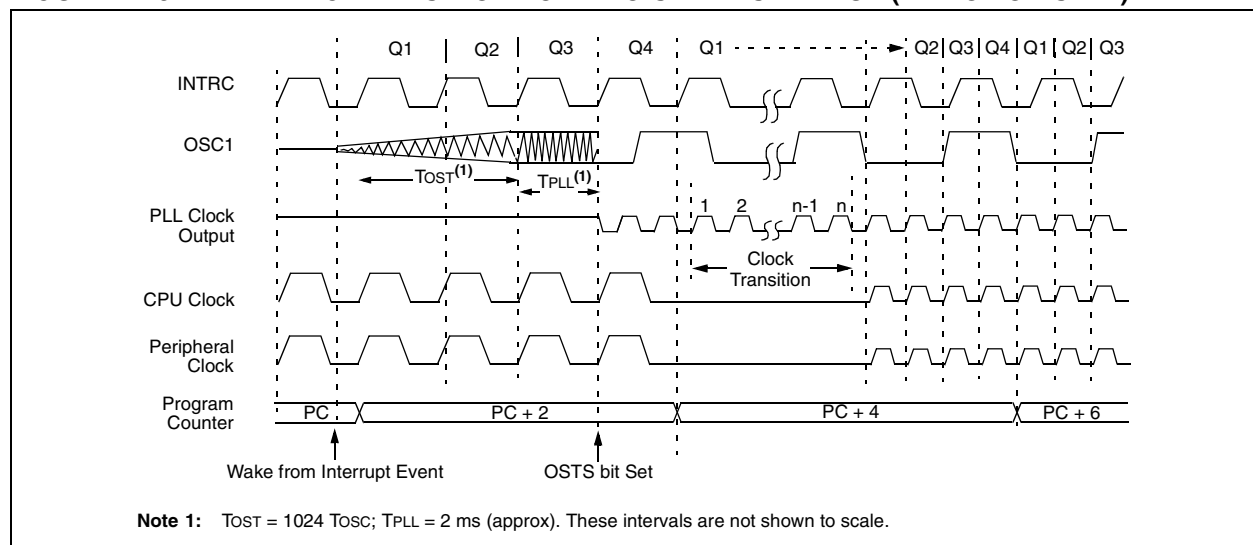 Q1 Q2 Q3 Q4 Q1 Q2 Q3 Q4 Q1 Q2 Q3
INTRC
OSC1
TOST(1) TPLL(1)
PLL Clock
Output
1 2 n-1 n
Clock
Transition
CPU Clock
Peripheral
Clock
Program
Counter
PC PC + 2 PC + 4 PC + 6
Wake from Interrupt Event OSTS bit Set
Note 1: TOST = 1024 TOSC; TPLL = 2 ms (approx). These intervals are not shown to scale.